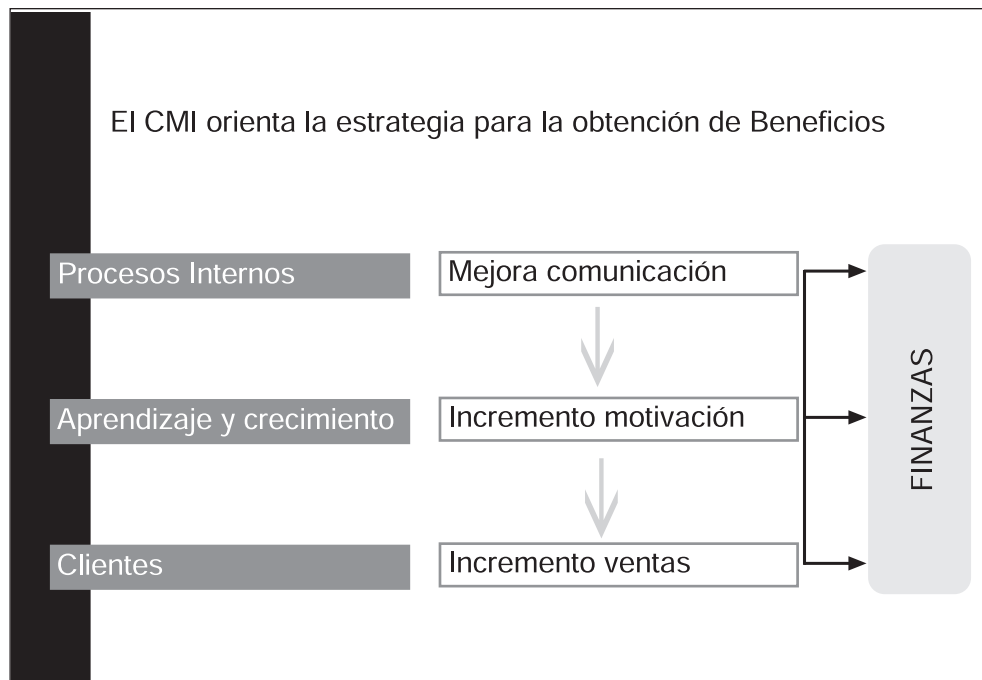 El CMI orienta la estrategia para la obtención de Beneficios
Procesos Internos
Mejora comunicación
Aprendizaje y crecimiento
Incremento motivación
Clientes
Incremento ventas
FINANZAS